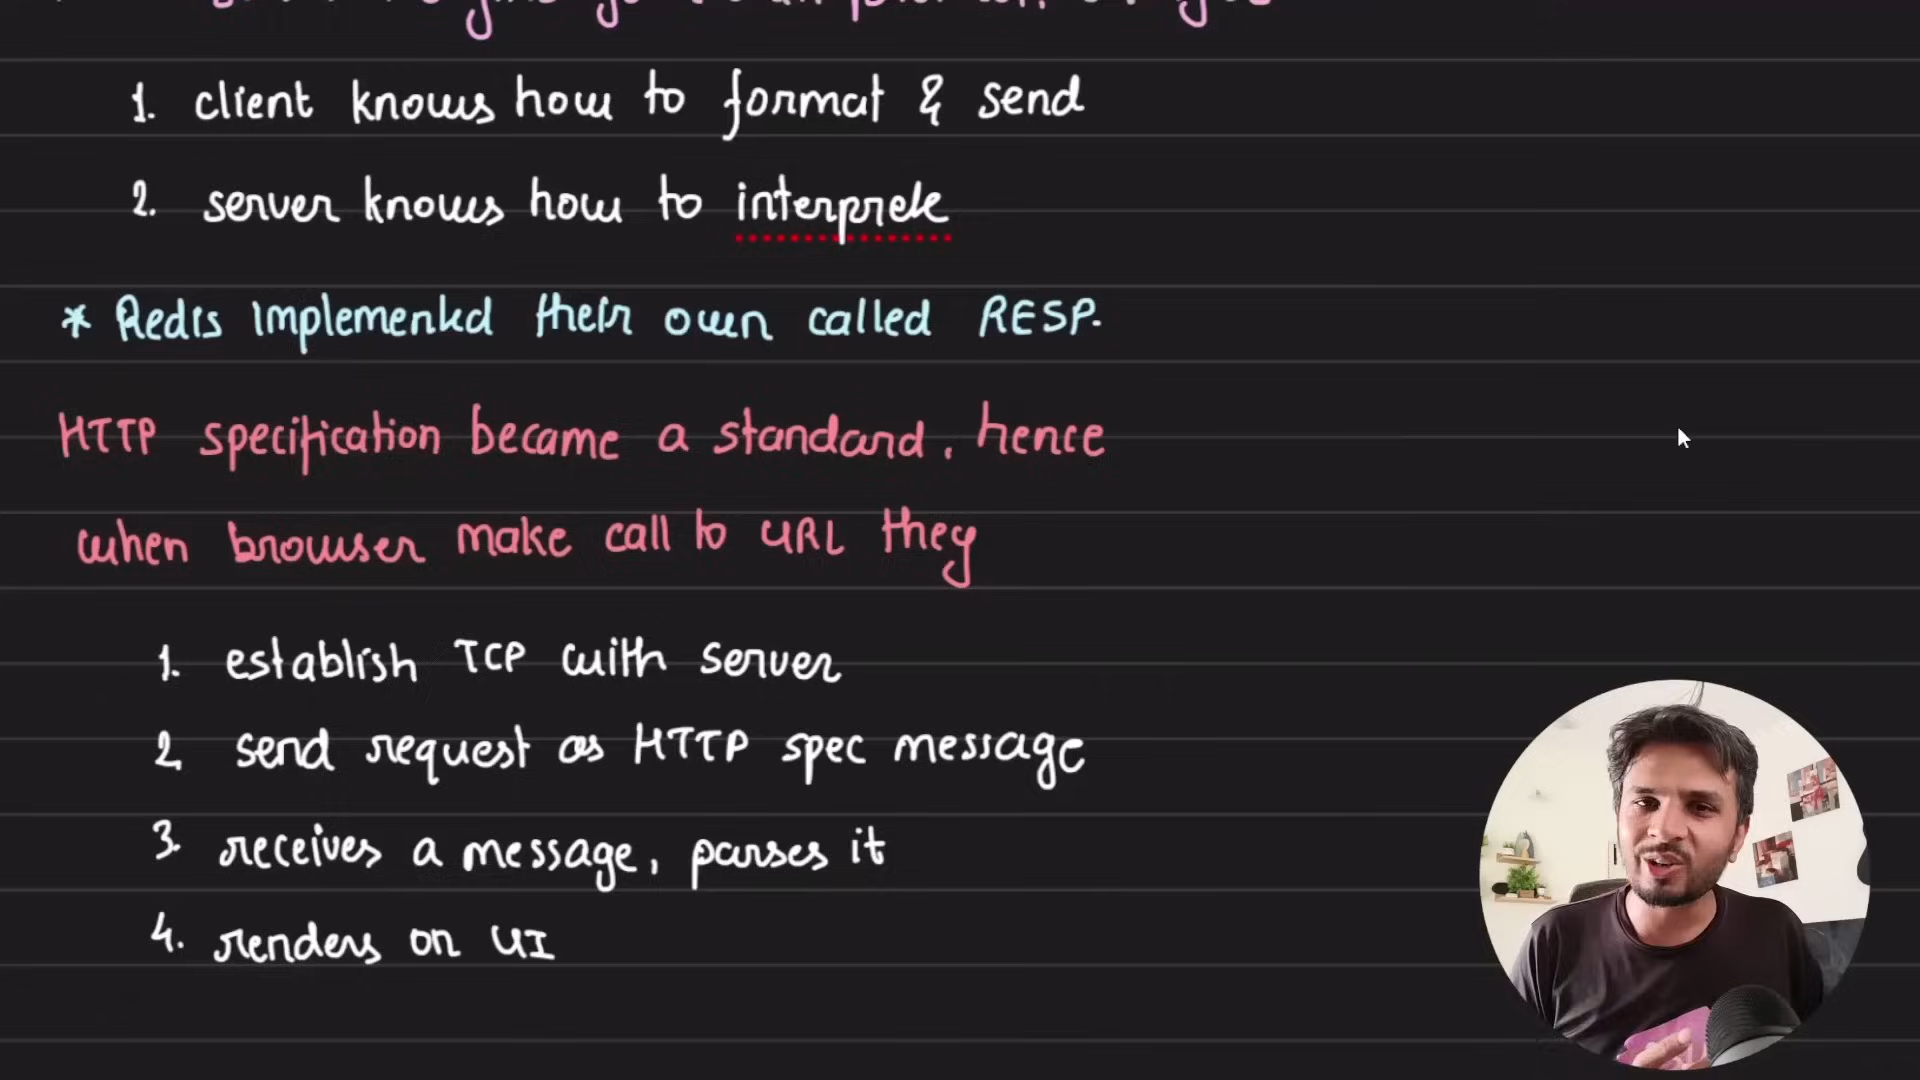 1. client knows how to format & send
2. server knows how to interprete
* Redis implemented their own called RESP.
HTTP specification became a standard, hence
when browser make call to URL they
1. establish TCP with server
2 send request as HTTP spec message
3. receives a message, parses it
4. renders on UI